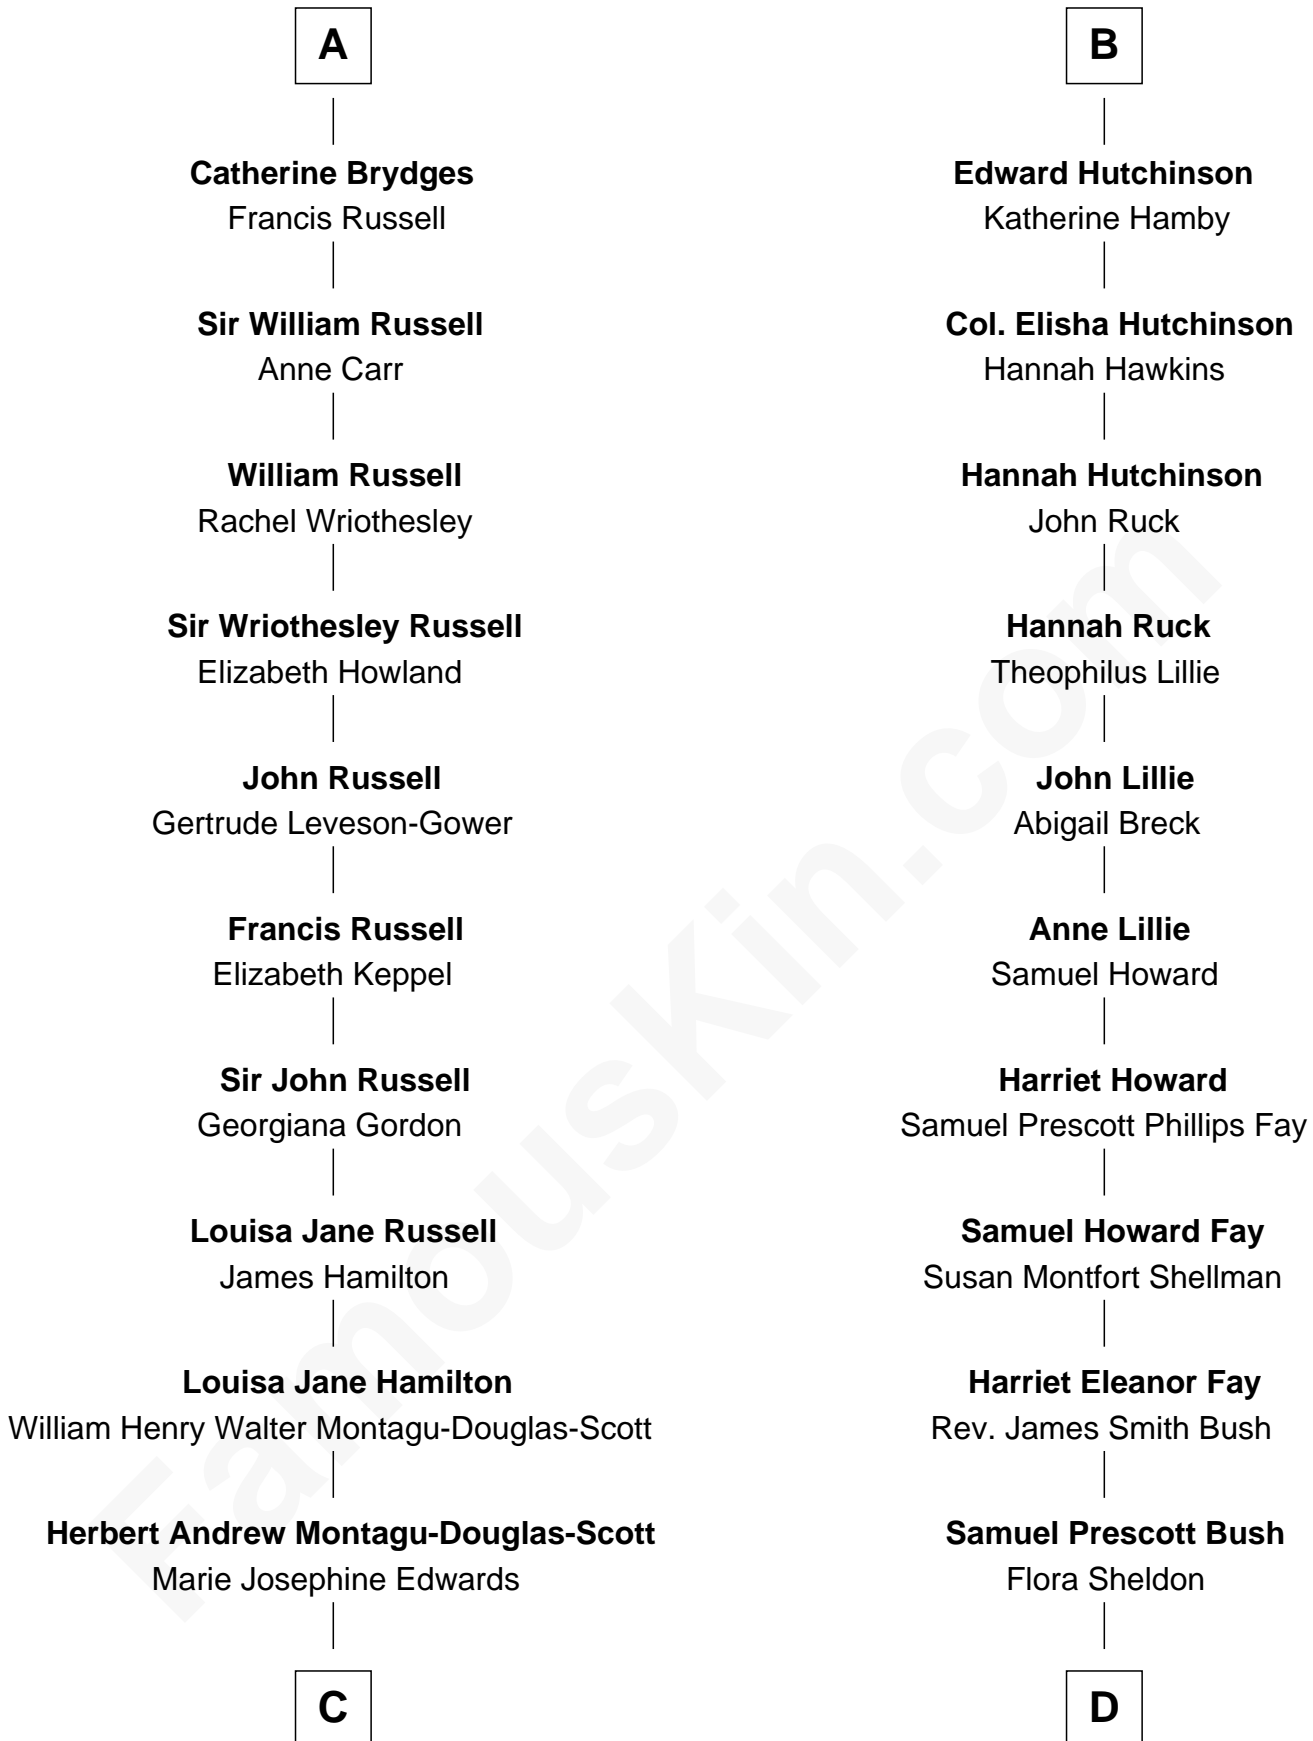 A
Catherine Brydges
Francis Russell
Sir William Russell
Anne Carr
William Russell
Rachel Wriothesley
Sir Wriothesley Russell
Elizabeth Howland
John Russell
Gertrude Leveson-Gower
Francis Russell
Elizabeth Keppel
Sir John Russell
Georgiana Gordon
Louisa Jane Russell
James Hamilton
Louisa Jane Hamilton
William Henry Walter Montagu-Douglas-Scott
Herbert Andrew Montagu-Douglas-Scott
Marie Josephine Edwards
C
B
Edward Hutchinson
Katherine Hamby
Col. Elisha Hutchinson
Hannah Hawkins
Hannah Hutchinson
John Ruck
Hannah Ruck
Theophilus Lillie
John Lillie
Abigail Breck
Anne Lillie
Samuel Howard
Harriet Howard
Samuel Prescott Phillips Fay
Samuel Howard Fay
Susan Montfort Shellman
Harriet Eleanor Fay
Rev. James Smith Bush
Samuel Prescott Bush
Flora Sheldon
D
FamousKin.com